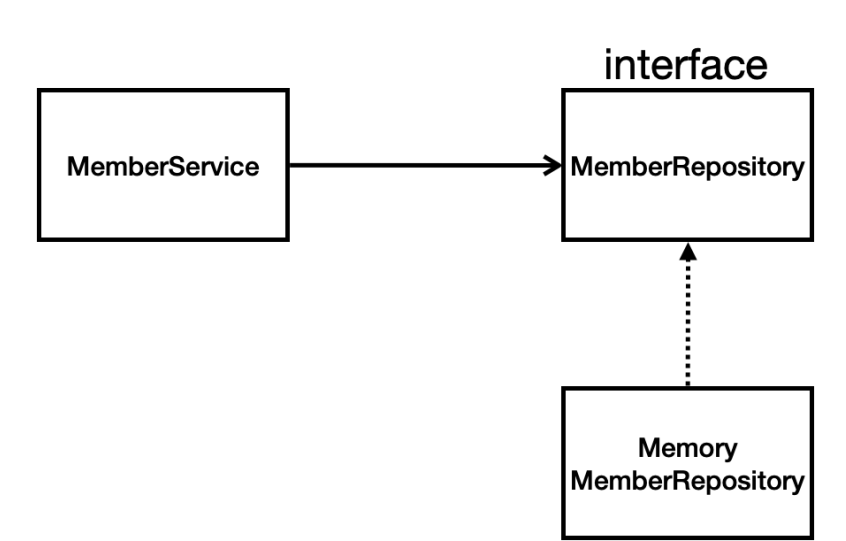 interface
MemberService
MemberRepository
Memory
MemberRepository